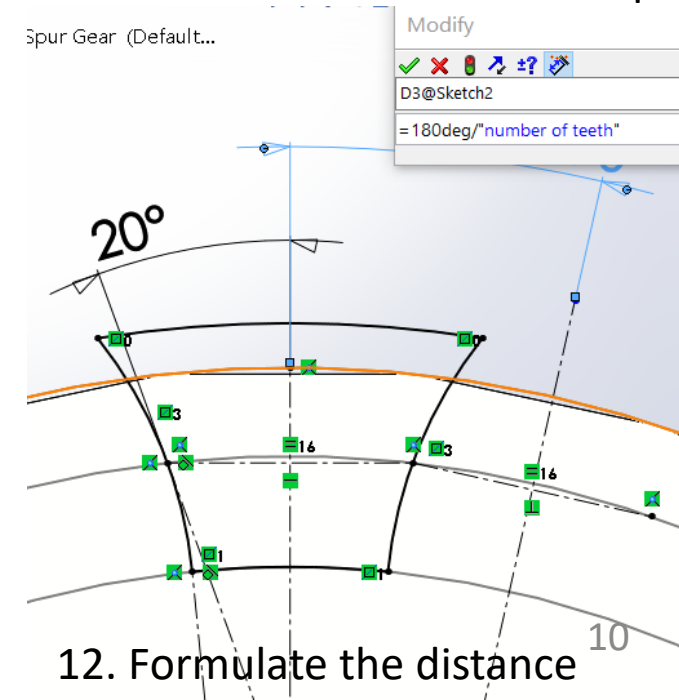 Spur Gear (Default...
Modify
D3@Sketch2
=180deg/"number of teeth"
20°
0
0
3
3
16
16
1
1
10
12. Formulate the distance